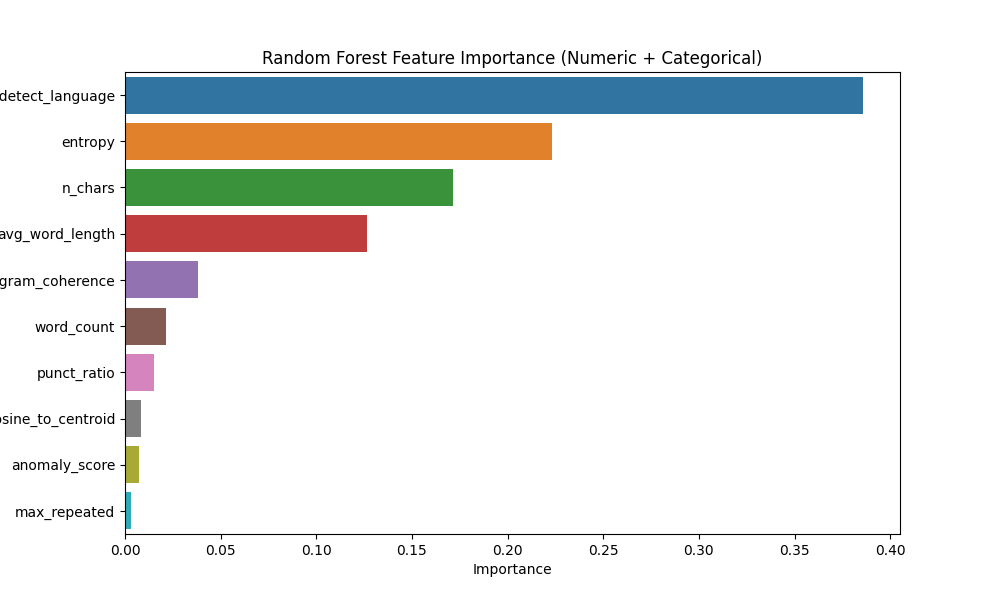 Random Forest Feature Importance (Numeric + Categorical)
detect_language
entropy
n_chars
avg_word_length
gram_coherence
word_count
punct_ratio
osine_to_centroid
anomaly_score
max_repeated
0.00 0.05 0.10 0.15 0.20 0.25 0.30 0.35 0.40
Importance